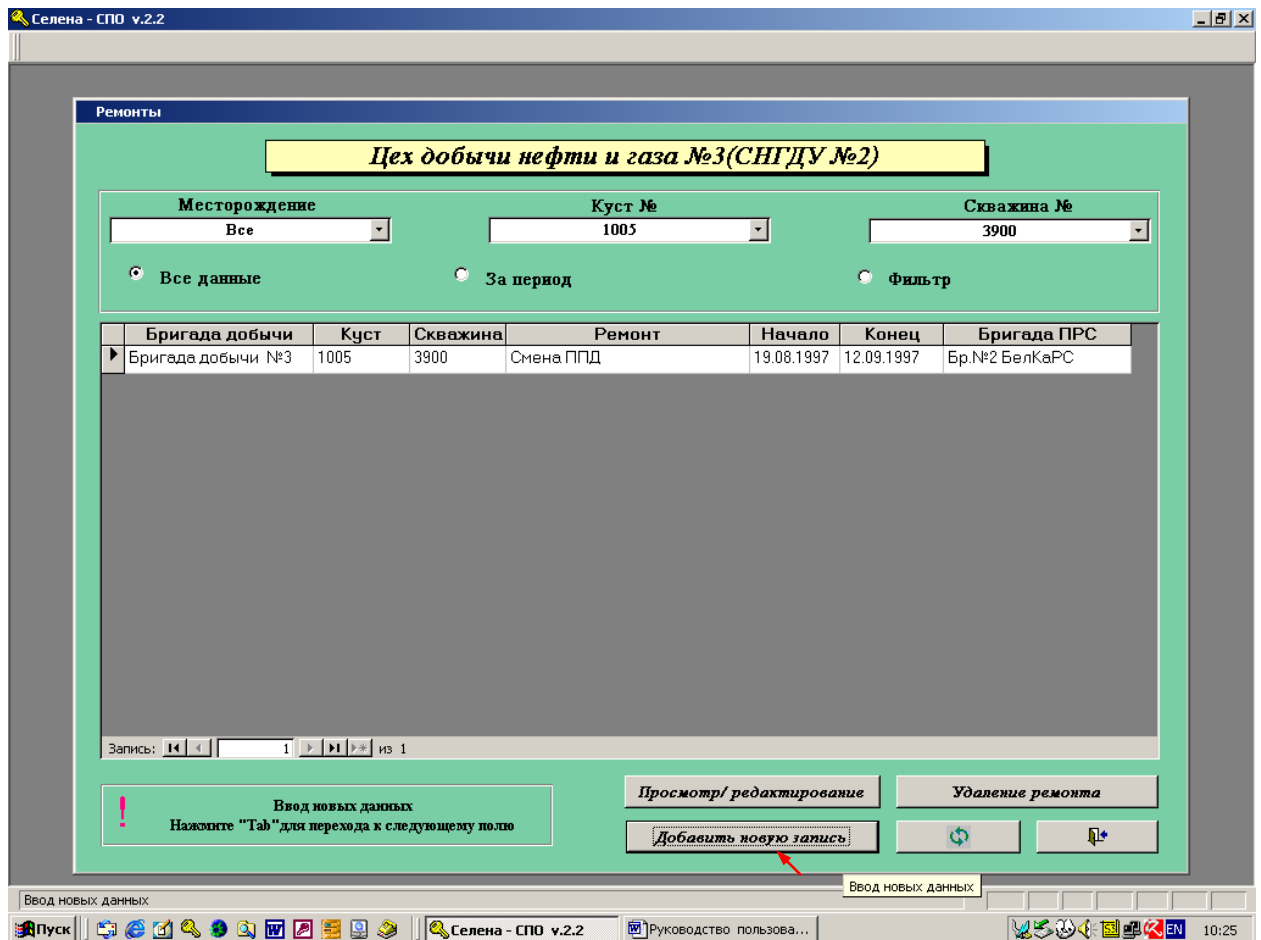 Селена - СПО v.2.2
Ремонты
Цех добычи нефти и газа №3(СНГДУ №2)
Месторождение Куст № Скважина №
Все 1005 3900
Все данные За период Фильтр
Бригада добычи Куст Скважина Ремонт Начало Конец Бригада ПРС
Бригада добычи №3 1005 3900 Смена ППД 19.08.1997 12.09.1997 Бр.№2 БелКаРС
Запись: 1 из 1
! Ввод новых данных
Нажмите "Tab"для перехода к следующему полю
Просмотр/ редактирование Удаление ремонта
Добавить новую запись
Ввод новых данных
Ввод новых данных
Пуск Селена - СПО v.2.2 Руководство пользова... EN 10:25